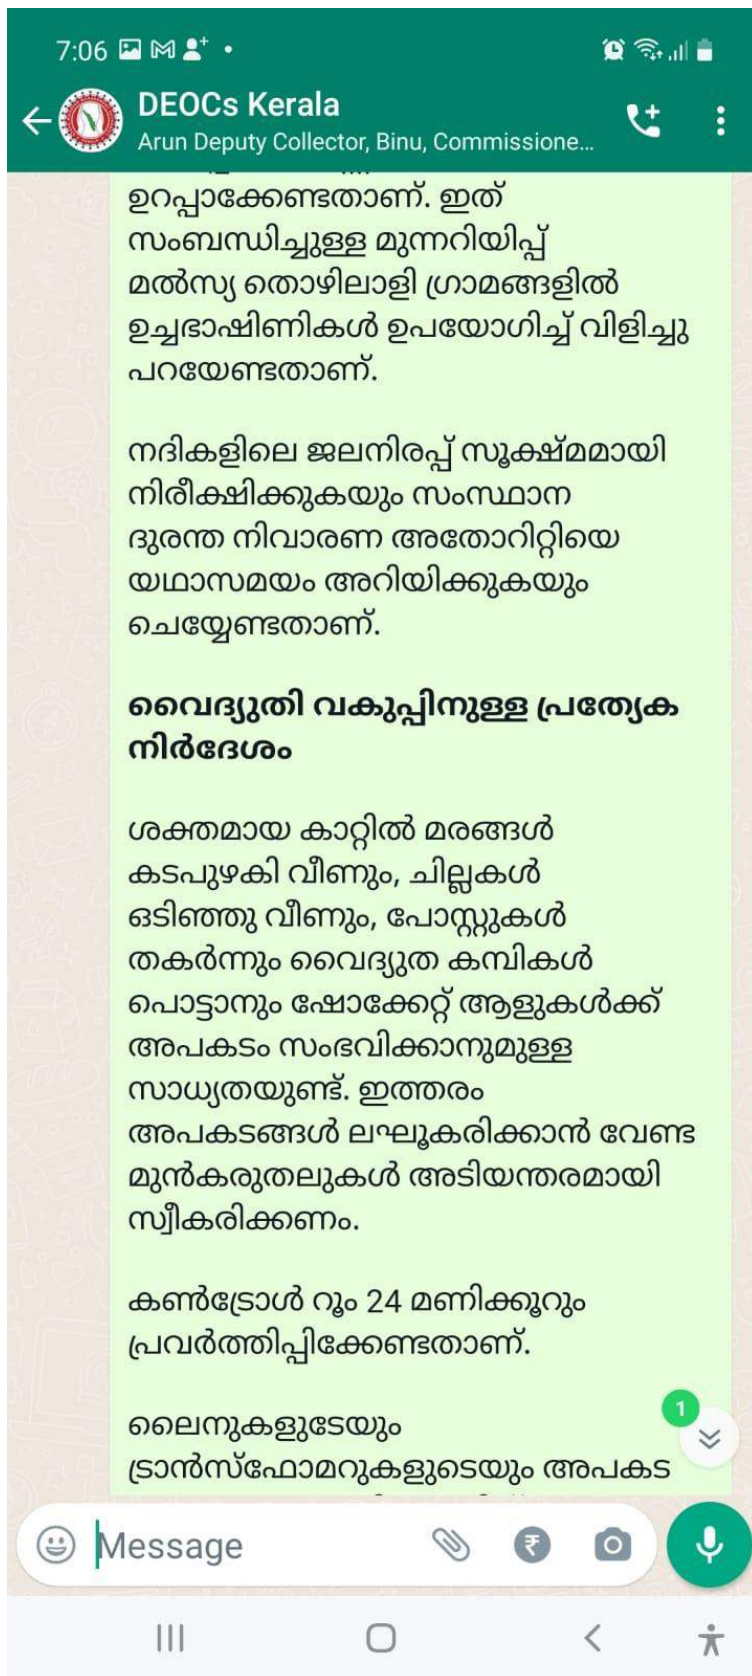 7:06
DEOCs Kerala
Arun Deputy Collector, Binu, Commissione...
ഉറപ്പാക്കേണ്ടതാണ്. ഇത്
സംബന്ധിച്ചുള്ള മുന്നറിയിപ്പ്
മൽസ്യ തൊഴിലാളി ഗ്രാമങ്ങളിൽ
ഉച്ചഭാഷിണികൾ ഉപയോഗിച്ച് വിളിച്ചു
പറയേണ്ടതാണ്.
നദികളിലെ ജലനിരപ്പ് സൂക്ഷ്മമായി
നിരീക്ഷിക്കുകയും സംസ്ഥാന
ദുരന്ത നിവാരണ അതോറിറ്റിയെ
യഥാസമയം അറിയിക്കുകയും
ചെയ്യേണ്ടതാണ്.
വൈദ്യുതി വകുപ്പിനുള്ള പ്രത്യേക
നിർദേശം
ശക്തമായ കാറ്റിൽ മരങ്ങൾ
കടപുഴകി വീണും, ചില്ലകൾ
ഒടിഞ്ഞു വീണും, പോസ്റ്റുകൾ
തകർന്നും വൈദ്യുത കമ്പികൾ
പൊട്ടാനും ഷോക്കേറ്റ് ആളുകൾക്ക്
അപകടം സംഭവിക്കാനുമുള്ള
സാധ്യതയുണ്ട്. ഇത്തരം
അപകടങ്ങൾ ലഘൂകരിക്കാൻ വേണ്ട
മുൻകരുതലുകൾ അടിയന്തരമായി
സ്വീകരിക്കണം.
കൺട്രോൾ റൂം 24 മണിക്കൂറും
പ്രവർത്തിപ്പിക്കേണ്ടതാണ്.
1
ലൈനുകളുടേയും
ട്രാൻസ്ഫോമറുകളുടെയും അപകട
Message